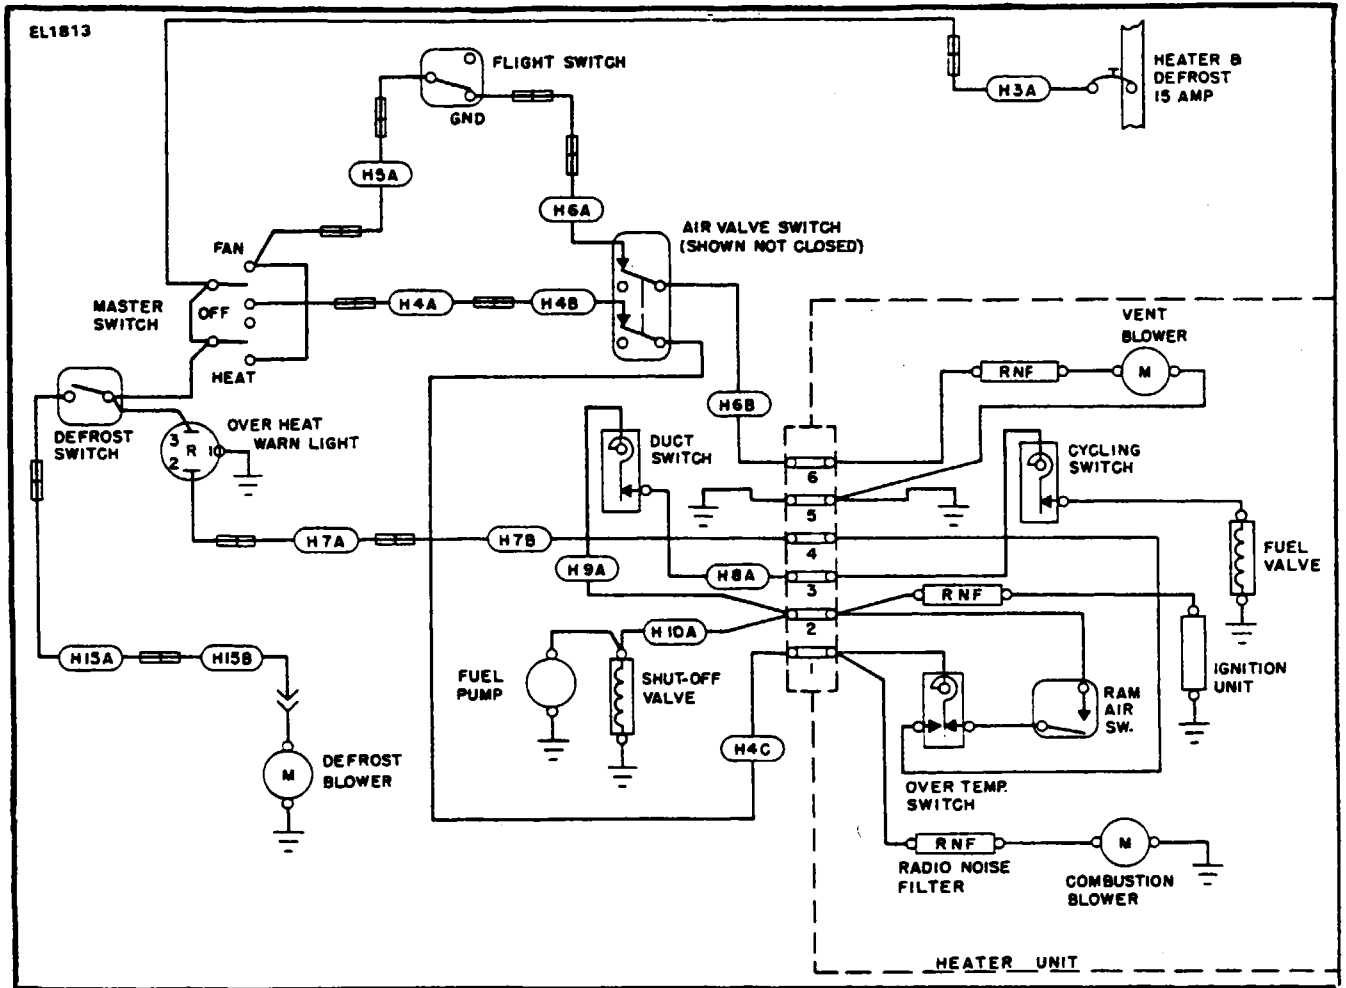 EL1813
FLIGHT SWITCH
GND
H3A
HEATER &
DEFROST
15 AMP
H5A
H6A
AIR VALVE SWITCH
(SHOWN NOT CLOSED)
FAN
MASTER
SWITCH
OFF
HEAT
H4A
H4B
VENT
BLOWER
RNF
M
H6B
DEFROST
SWITCH
OVER HEAT
WARN LIGHT
3
R
1
2
DUCT
SWITCH
CYCLING
SWITCH
6
5
4
3
2
H7A
H7B
H9A
H8A
H10A
RNF
FUEL
VALVE
IGNITION
UNIT
H15A
H15B
FUEL
PUMP
SHUT-OFF
VALVE
RAM
AIR
SW.
H4C
DEFROST
BLOWER
M
OVER TEMP.
SWITCH
RNF
M
RADIO NOISE
FILTER
COMBUSTION
BLOWER
HEATER UNIT